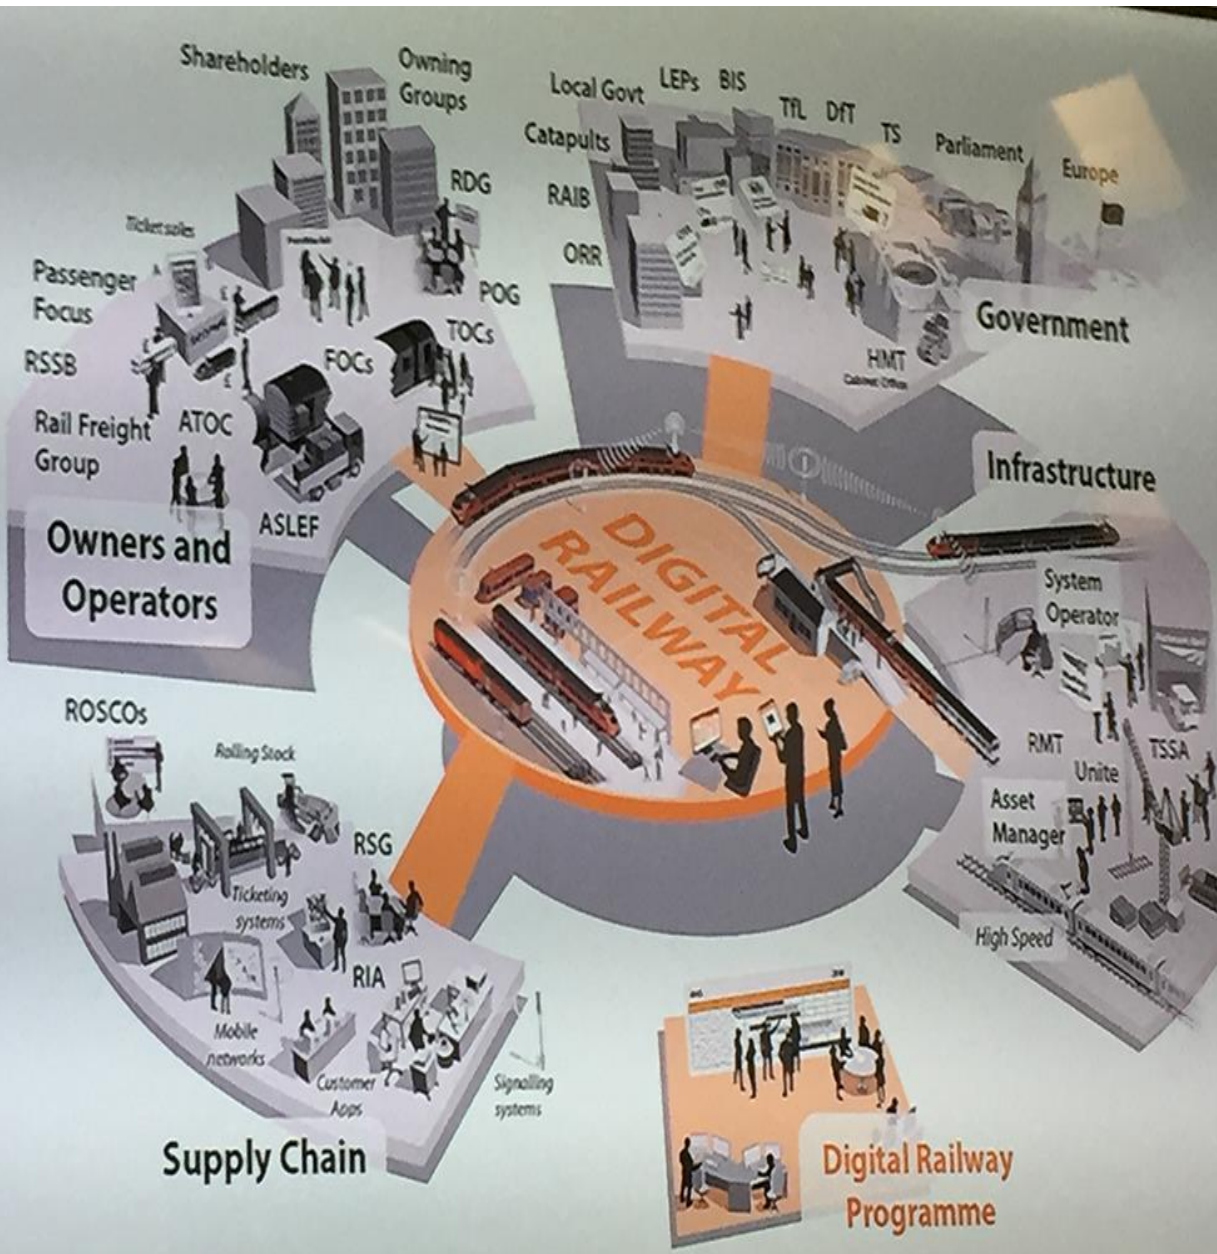 Shareholders
Owning
Groups
RDG
Ticket sales
Passenger
Focus
POG
TOCs
FOCs
RSSB
Rail Freight
Group
ATOC
ASLEF
Owners and
Operators
Local Govt
LEPs
BIS
TfL
DfT
TS
Parliament
Europe
Catapults
RAIB
ORR
HMT
Cabinet Office
Government
Infrastructure
System
Operator
RMT
Unite
TSSA
Asset
Manager
High Speed
DIGITAL
RAILWAY
ROSCOs
Rolling Stock
RSG
Ticketing
systems
RIA
Mobile
networks
Customer
Apps
Signalling
systems
Supply Chain
Digital Railway
Programme